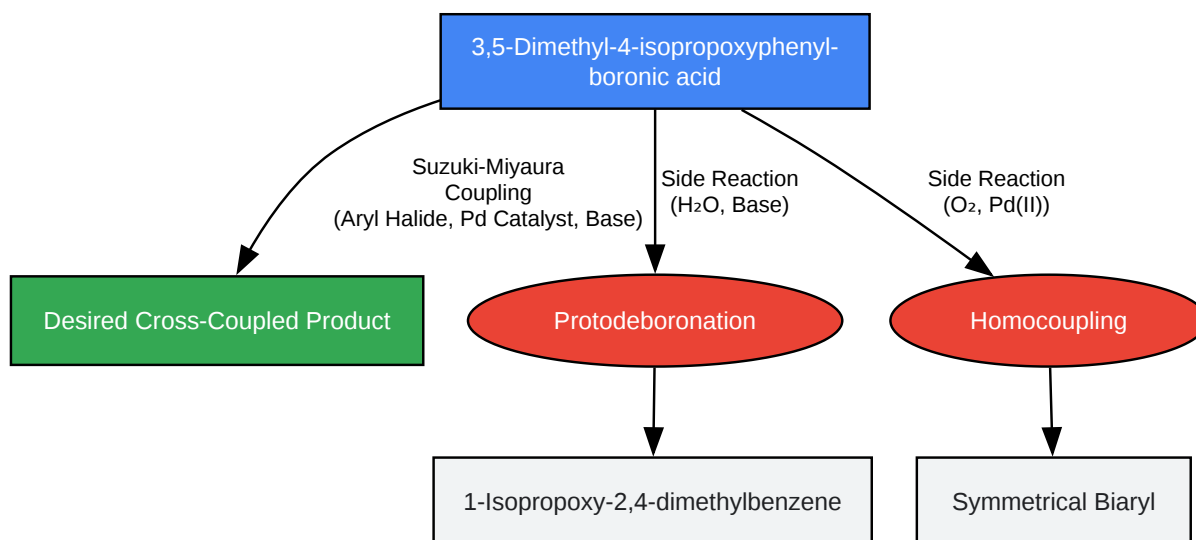 3,5-Dimethyl-4-isopropoxyphenyl-
boronic acid
Suzuki-Miyaura
Coupling
(Aryl Halide, Pd Catalyst, Base)
Side Reaction
(H₂O, Base)
Side Reaction
(O₂, Pd(II))
Desired Cross-Coupled Product
Protodeboronation
Homocoupling
1-Isopropoxy-2,4-dimethylbenzene
Symmetrical Biaryl